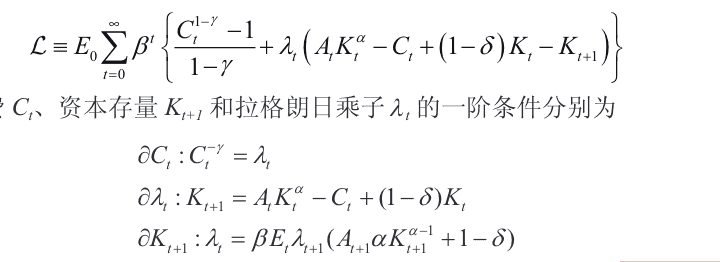 ℒ ≡ E₀ ∑_{t=0}^{∞} β^t { (C_t^{1−γ} − 1)/(1−γ) + λ_t ( A_t K_t^α − C_t + (1−δ) K_t − K_{t+1} ) }
C_t、资本存量 K_{t+1} 和拉格朗日乘子 λ_t 的一阶条件分别为
∂C_t : C_t^{−γ} = λ_t
∂λ_t : K_{t+1} = A_t K_t^α − C_t + (1−δ)K_t
∂K_{t+1} : λ_t = βE_t λ_{t+1}(A_{t+1} αK_{t+1}^{α−1} + 1−δ)